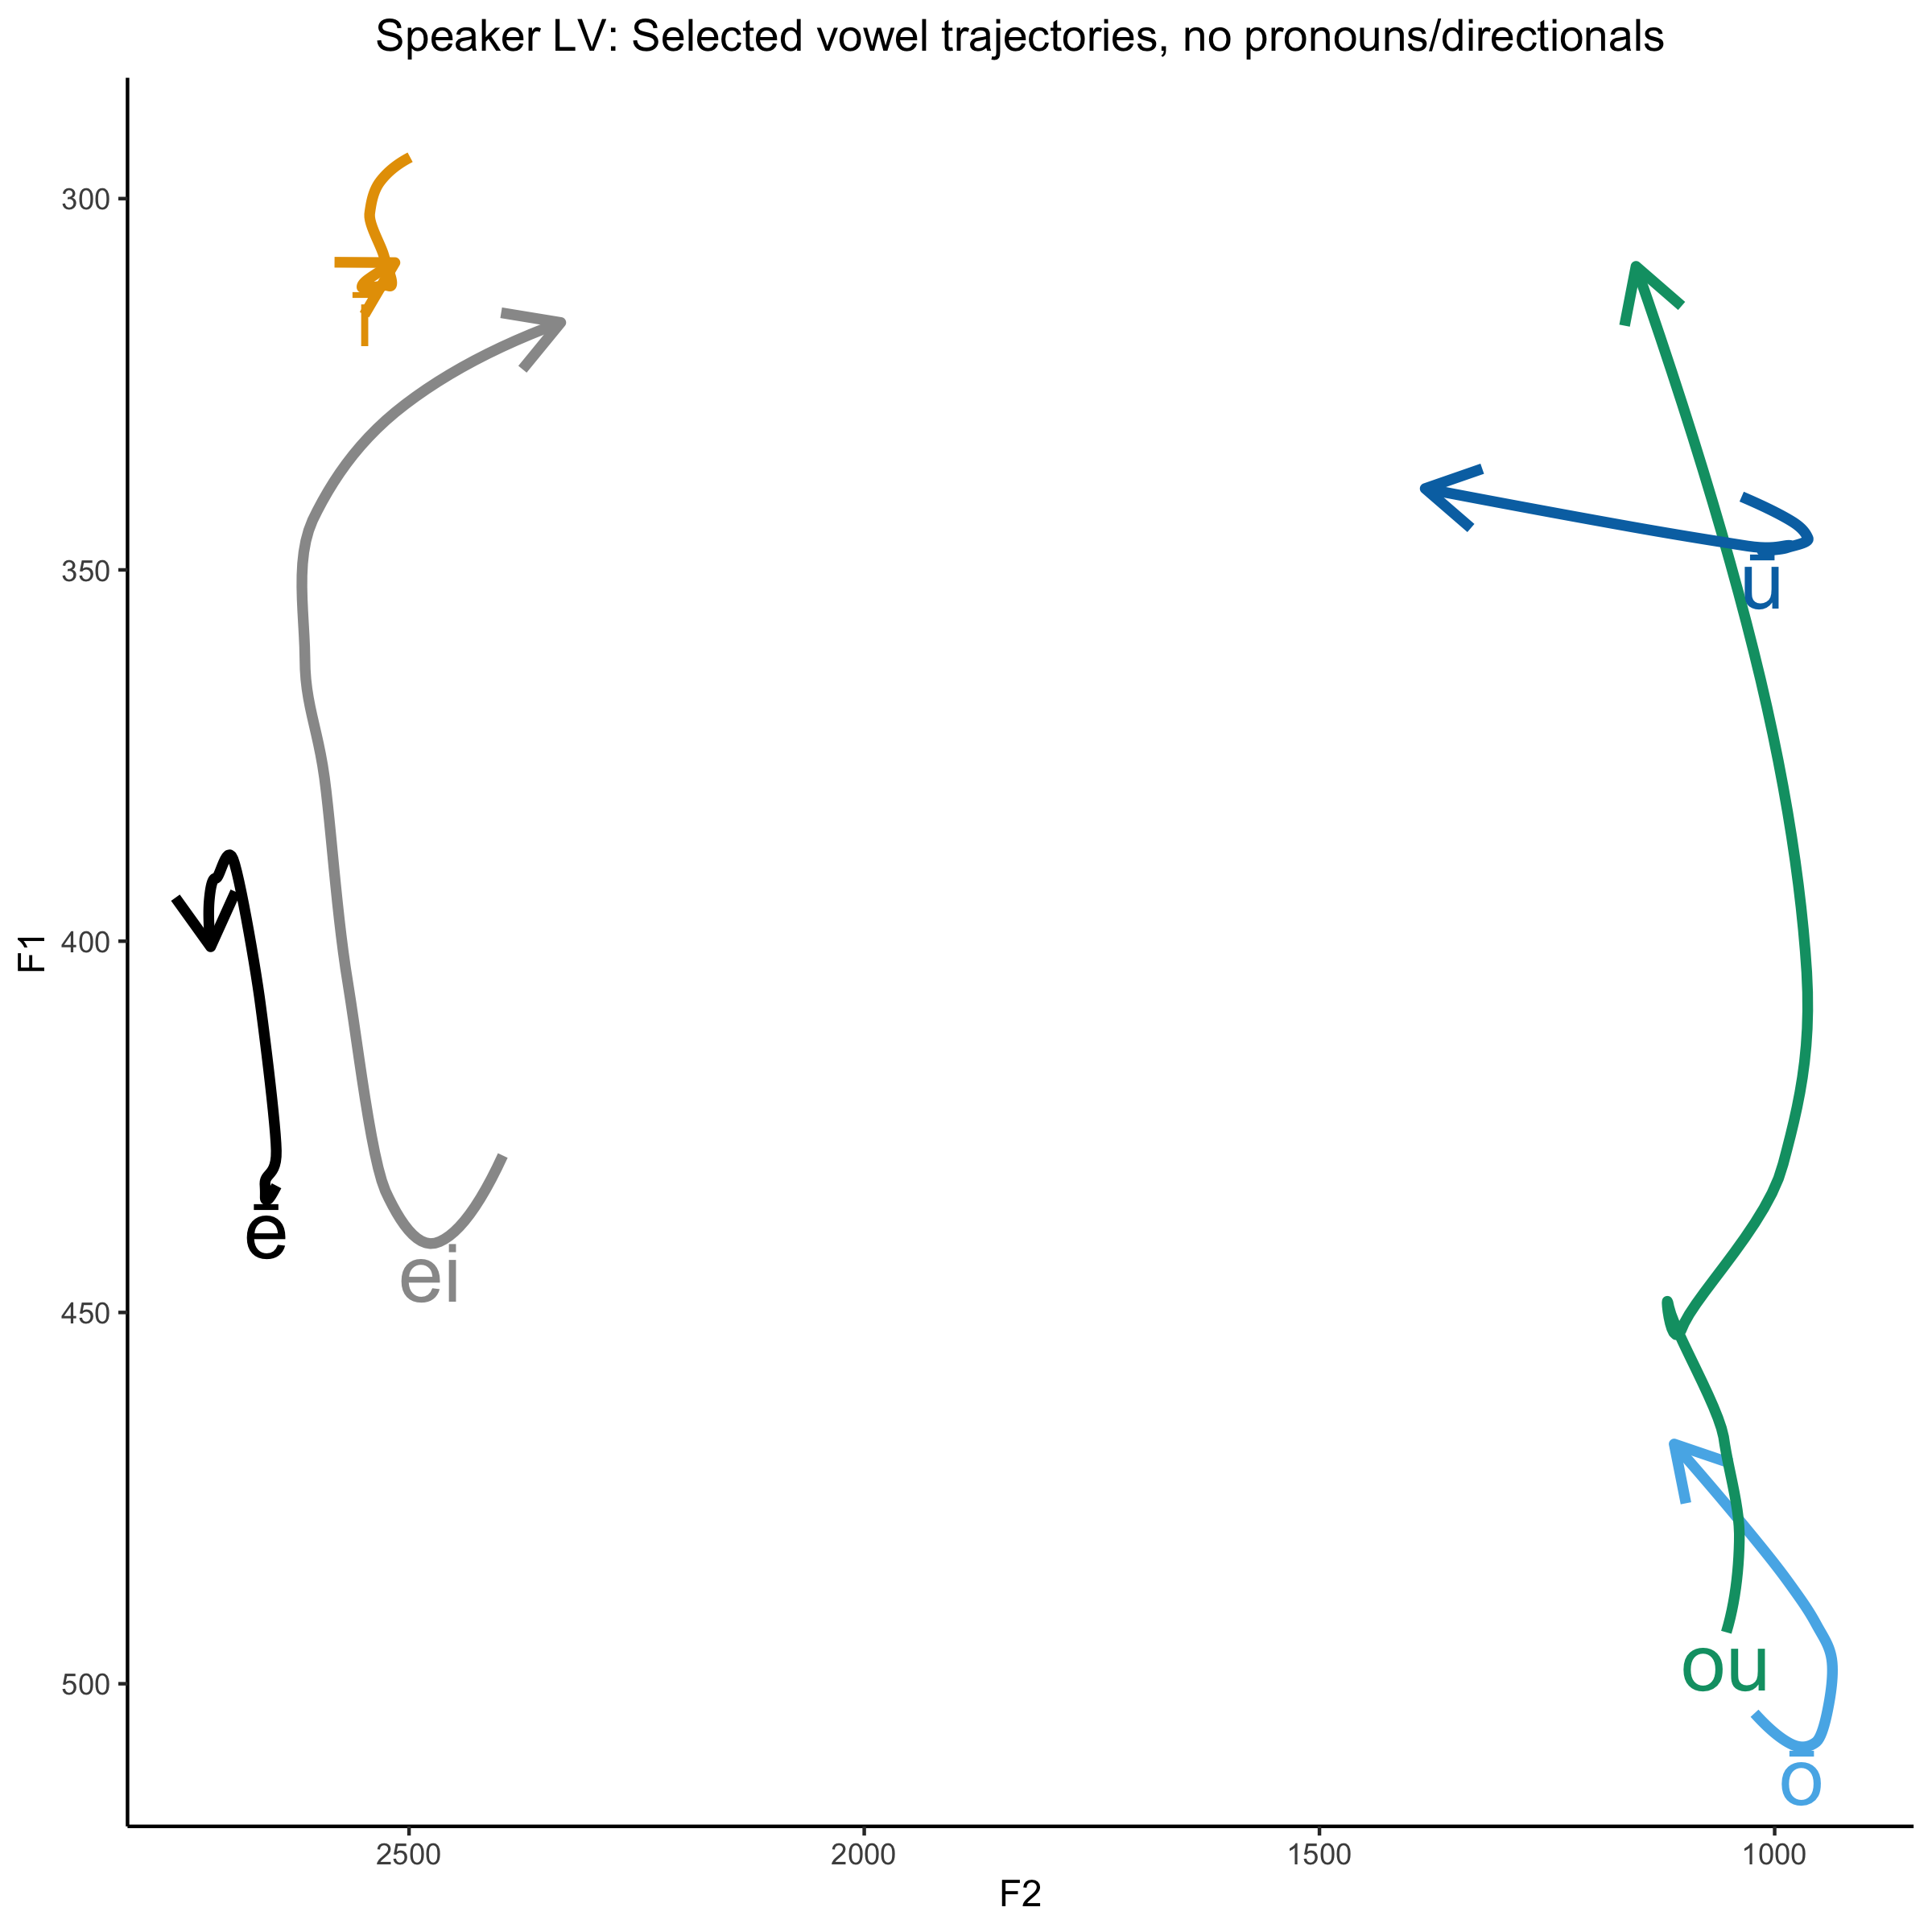 Speaker LV: Selected vowel trajectories, no pronouns/directionals
300
ī
350
ū
F1
400
ē
ei
450
ou
500
ō
2500 2000 1500 1000
F2